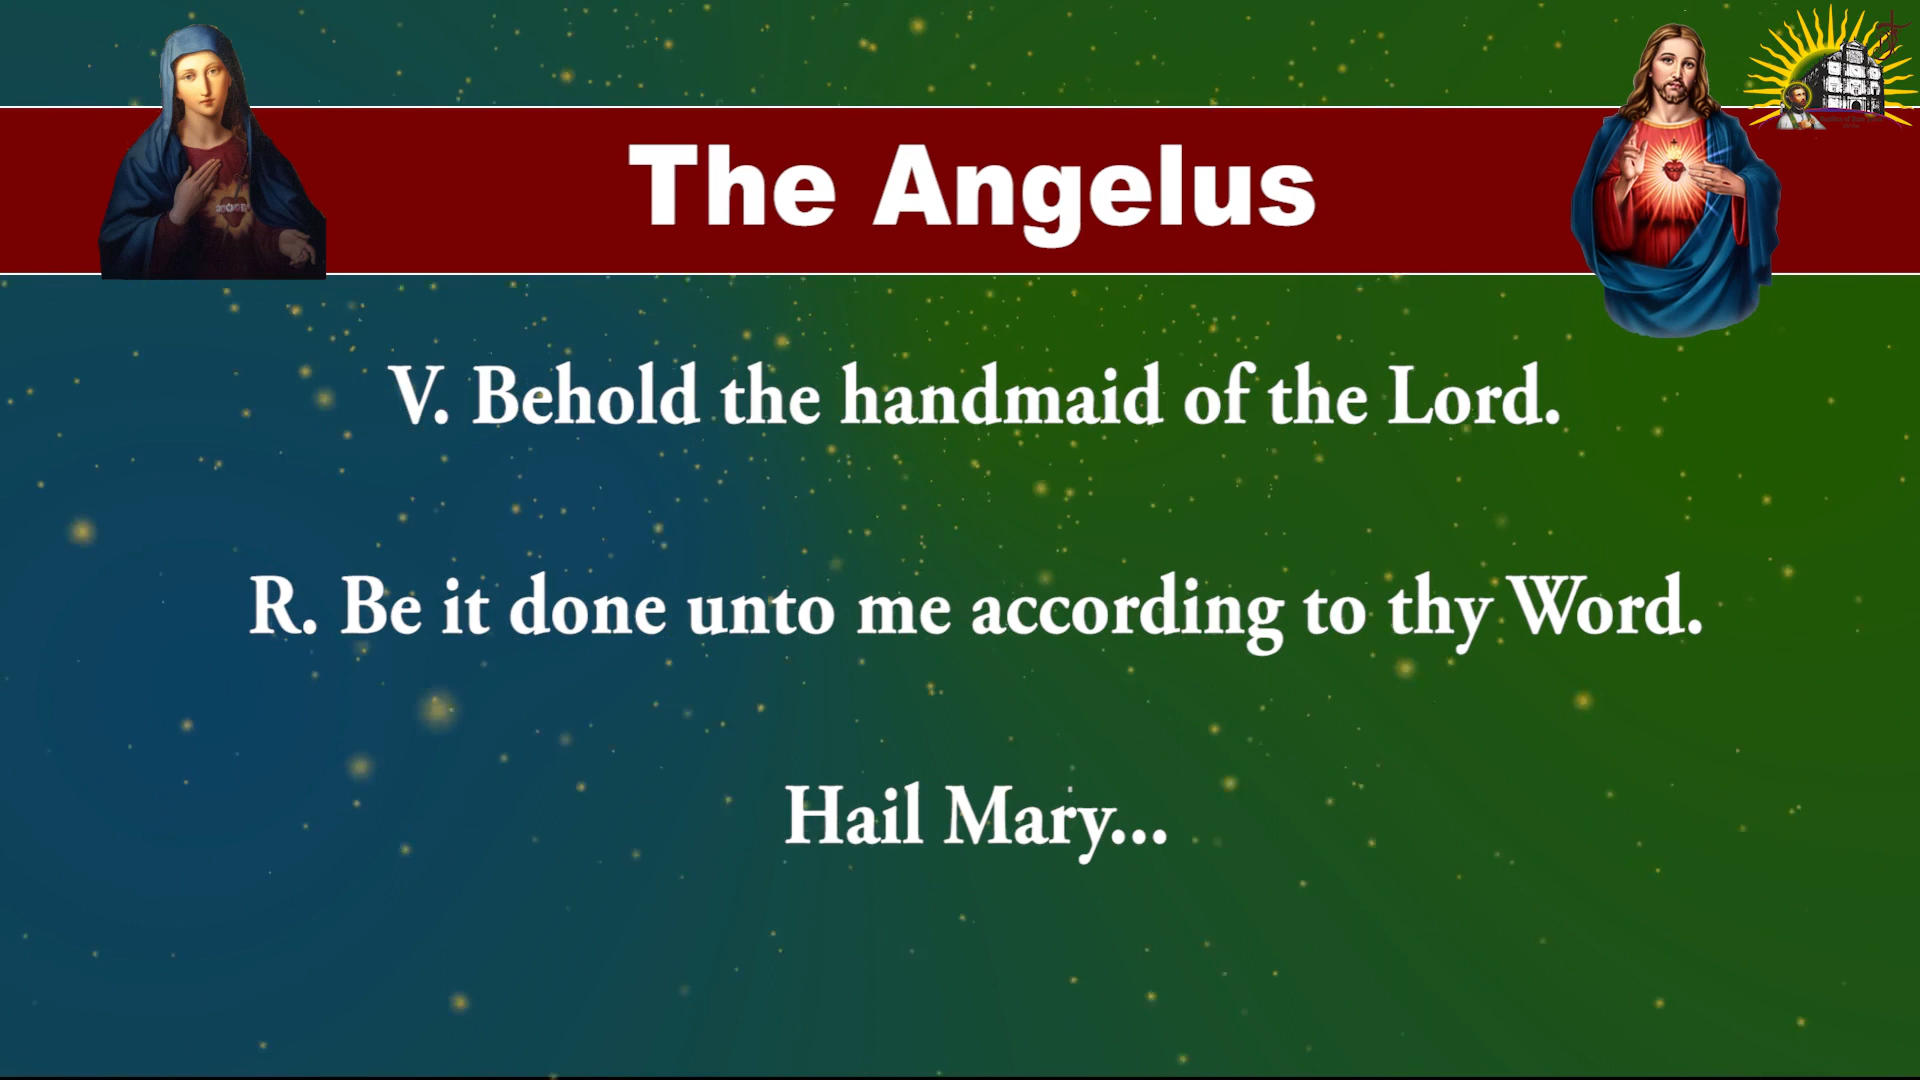 The Angelus
V. Behold the handmaid of the Lord.
R. Be it done unto me according to thy Word.
Hail Mary...